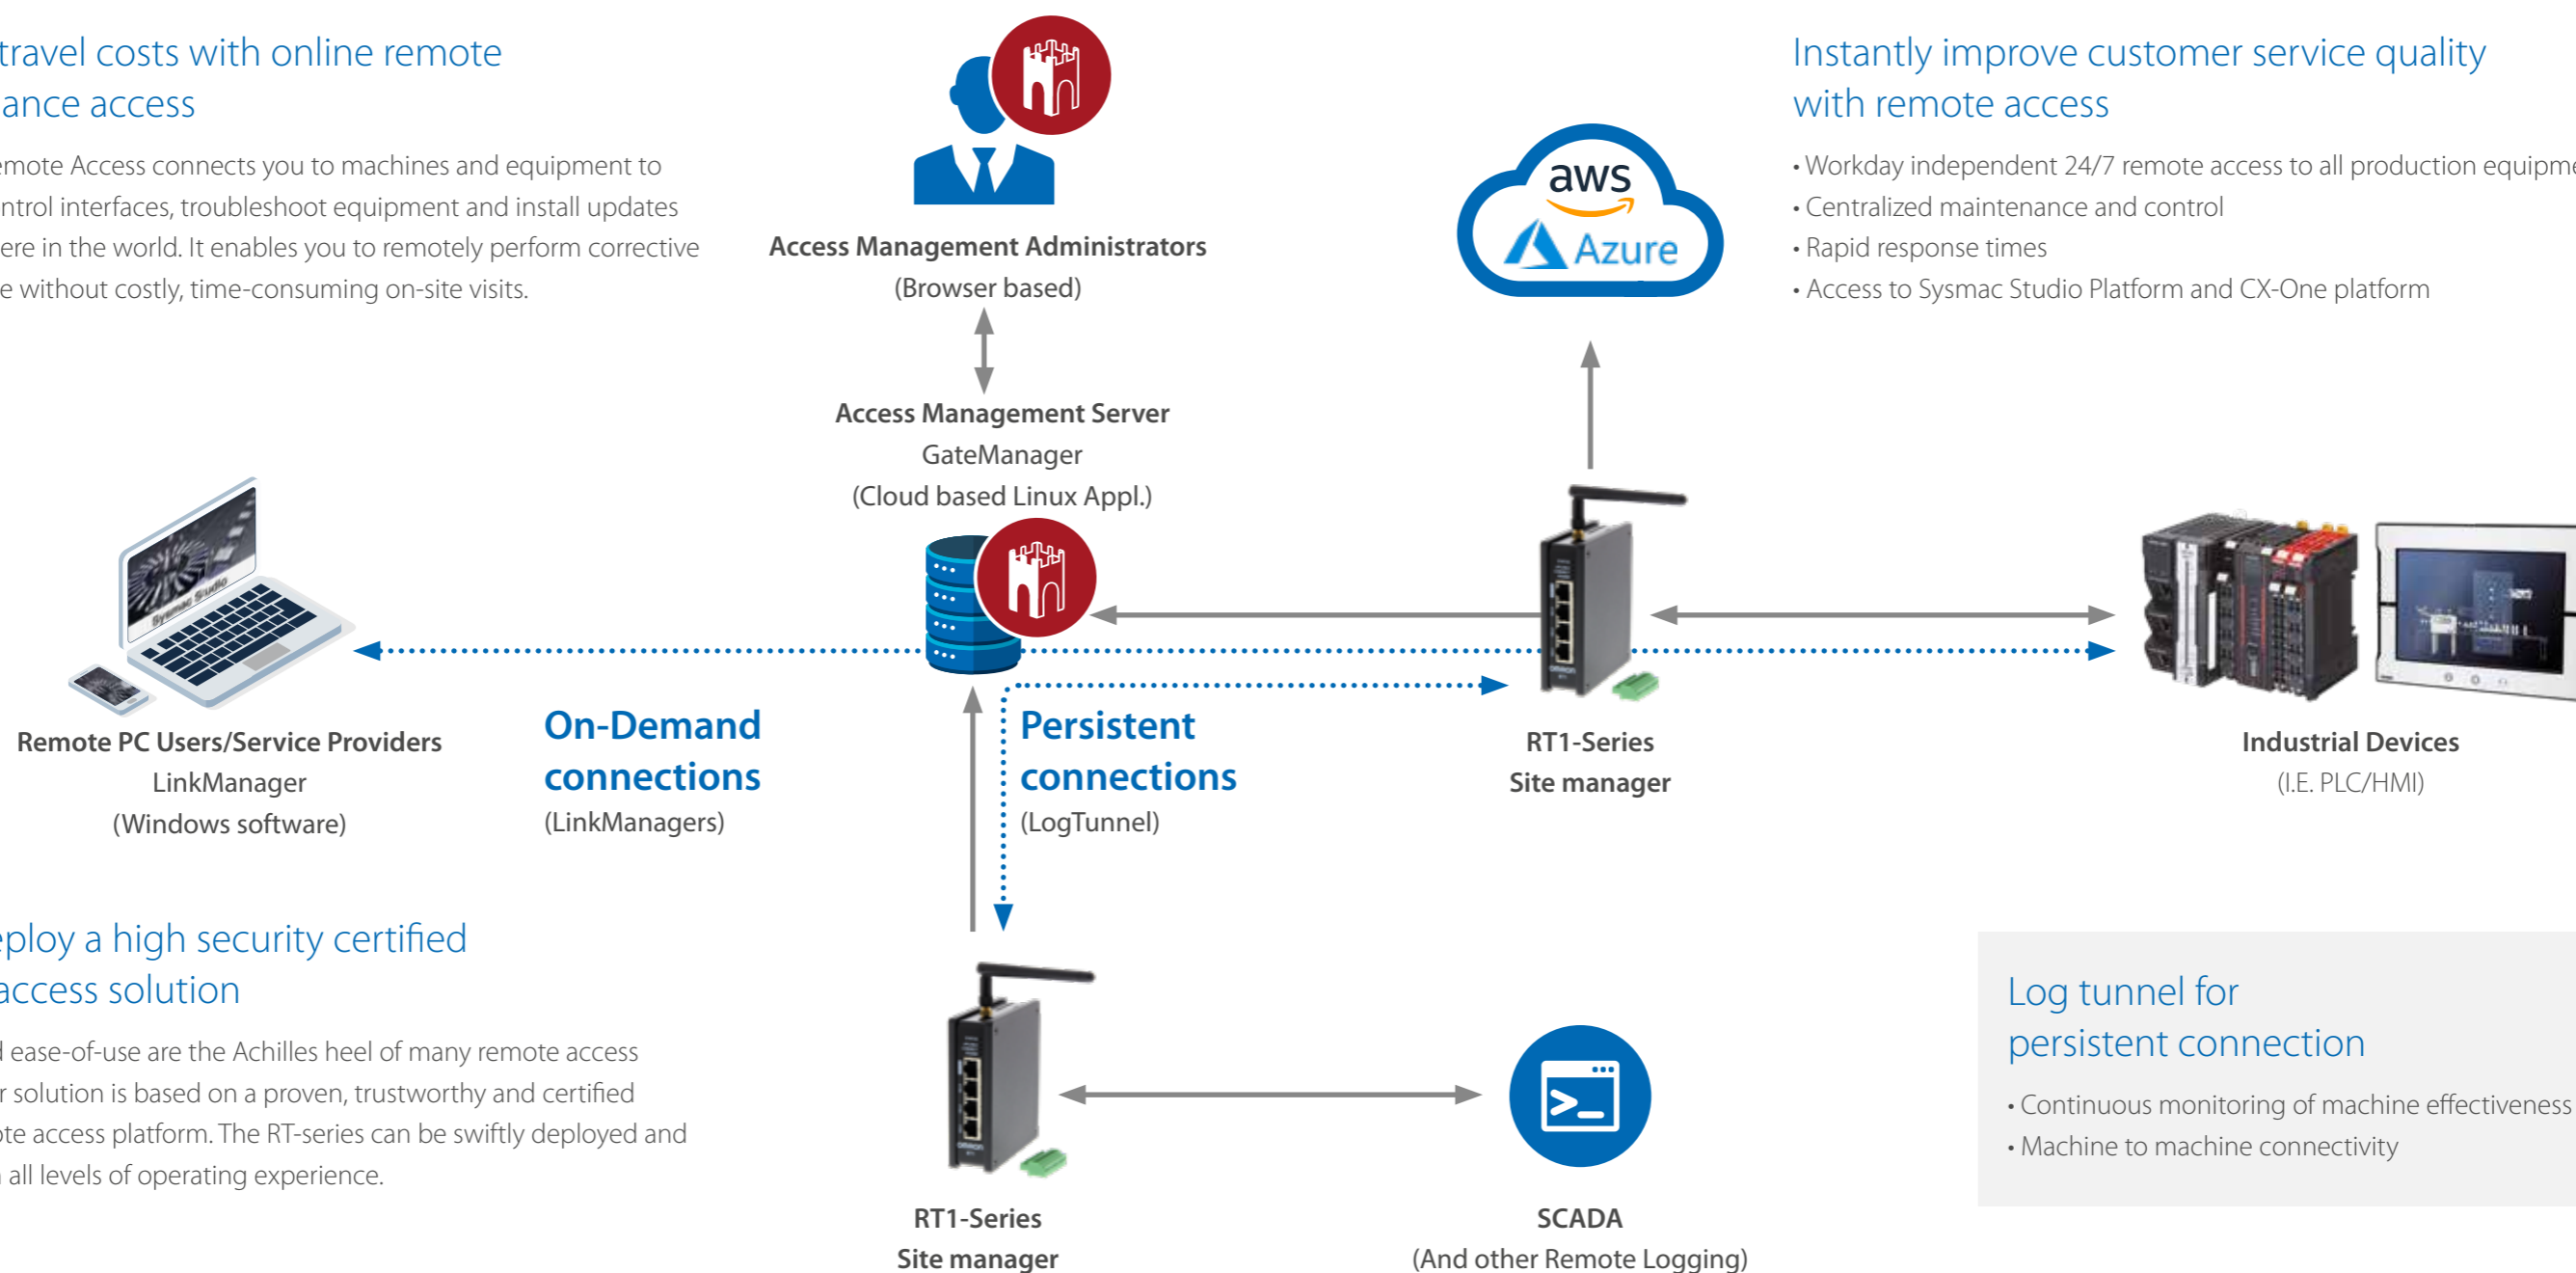 travel costs with online remote
ance access
emote Access connects you to machines and equipment to
ntrol interfaces, troubleshoot equipment and install updates
ere in the world. It enables you to remotely perform corrective
e without costly, time-consuming on-site visits.
Access Management Administrators
(Browser based)
Access Management Server
GateManager
(Cloud based Linux Appl.)
aws
Azure
Instantly improve customer service quality
with remote access
• Workday independent 24/7 remote access to all production equipme
• Centralized maintenance and control
• Rapid response times
• Access to Sysmac Studio Platform and CX-One platform
Sysmac Studio
Remote PC Users/Service Providers
LinkManager
(Windows software)
On-Demand
connections
(LinkManagers)
Persistent
connections
(LogTunnel)
omron
RT1-Series
Site manager
Industrial Devices
(I.E. PLC/HMI)
eploy a high security certified
access solution
d ease-of-use are the Achilles heel of many remote access
r solution is based on a proven, trustworthy and certified
ote access platform. The RT-series can be swiftly deployed and
n all levels of operating experience.
omron
RT1-Series
Site manager
>_
SCADA
(And other Remote Logging)
Log tunnel for
persistent connection
• Continuous monitoring of machine effectiveness
• Machine to machine connectivity